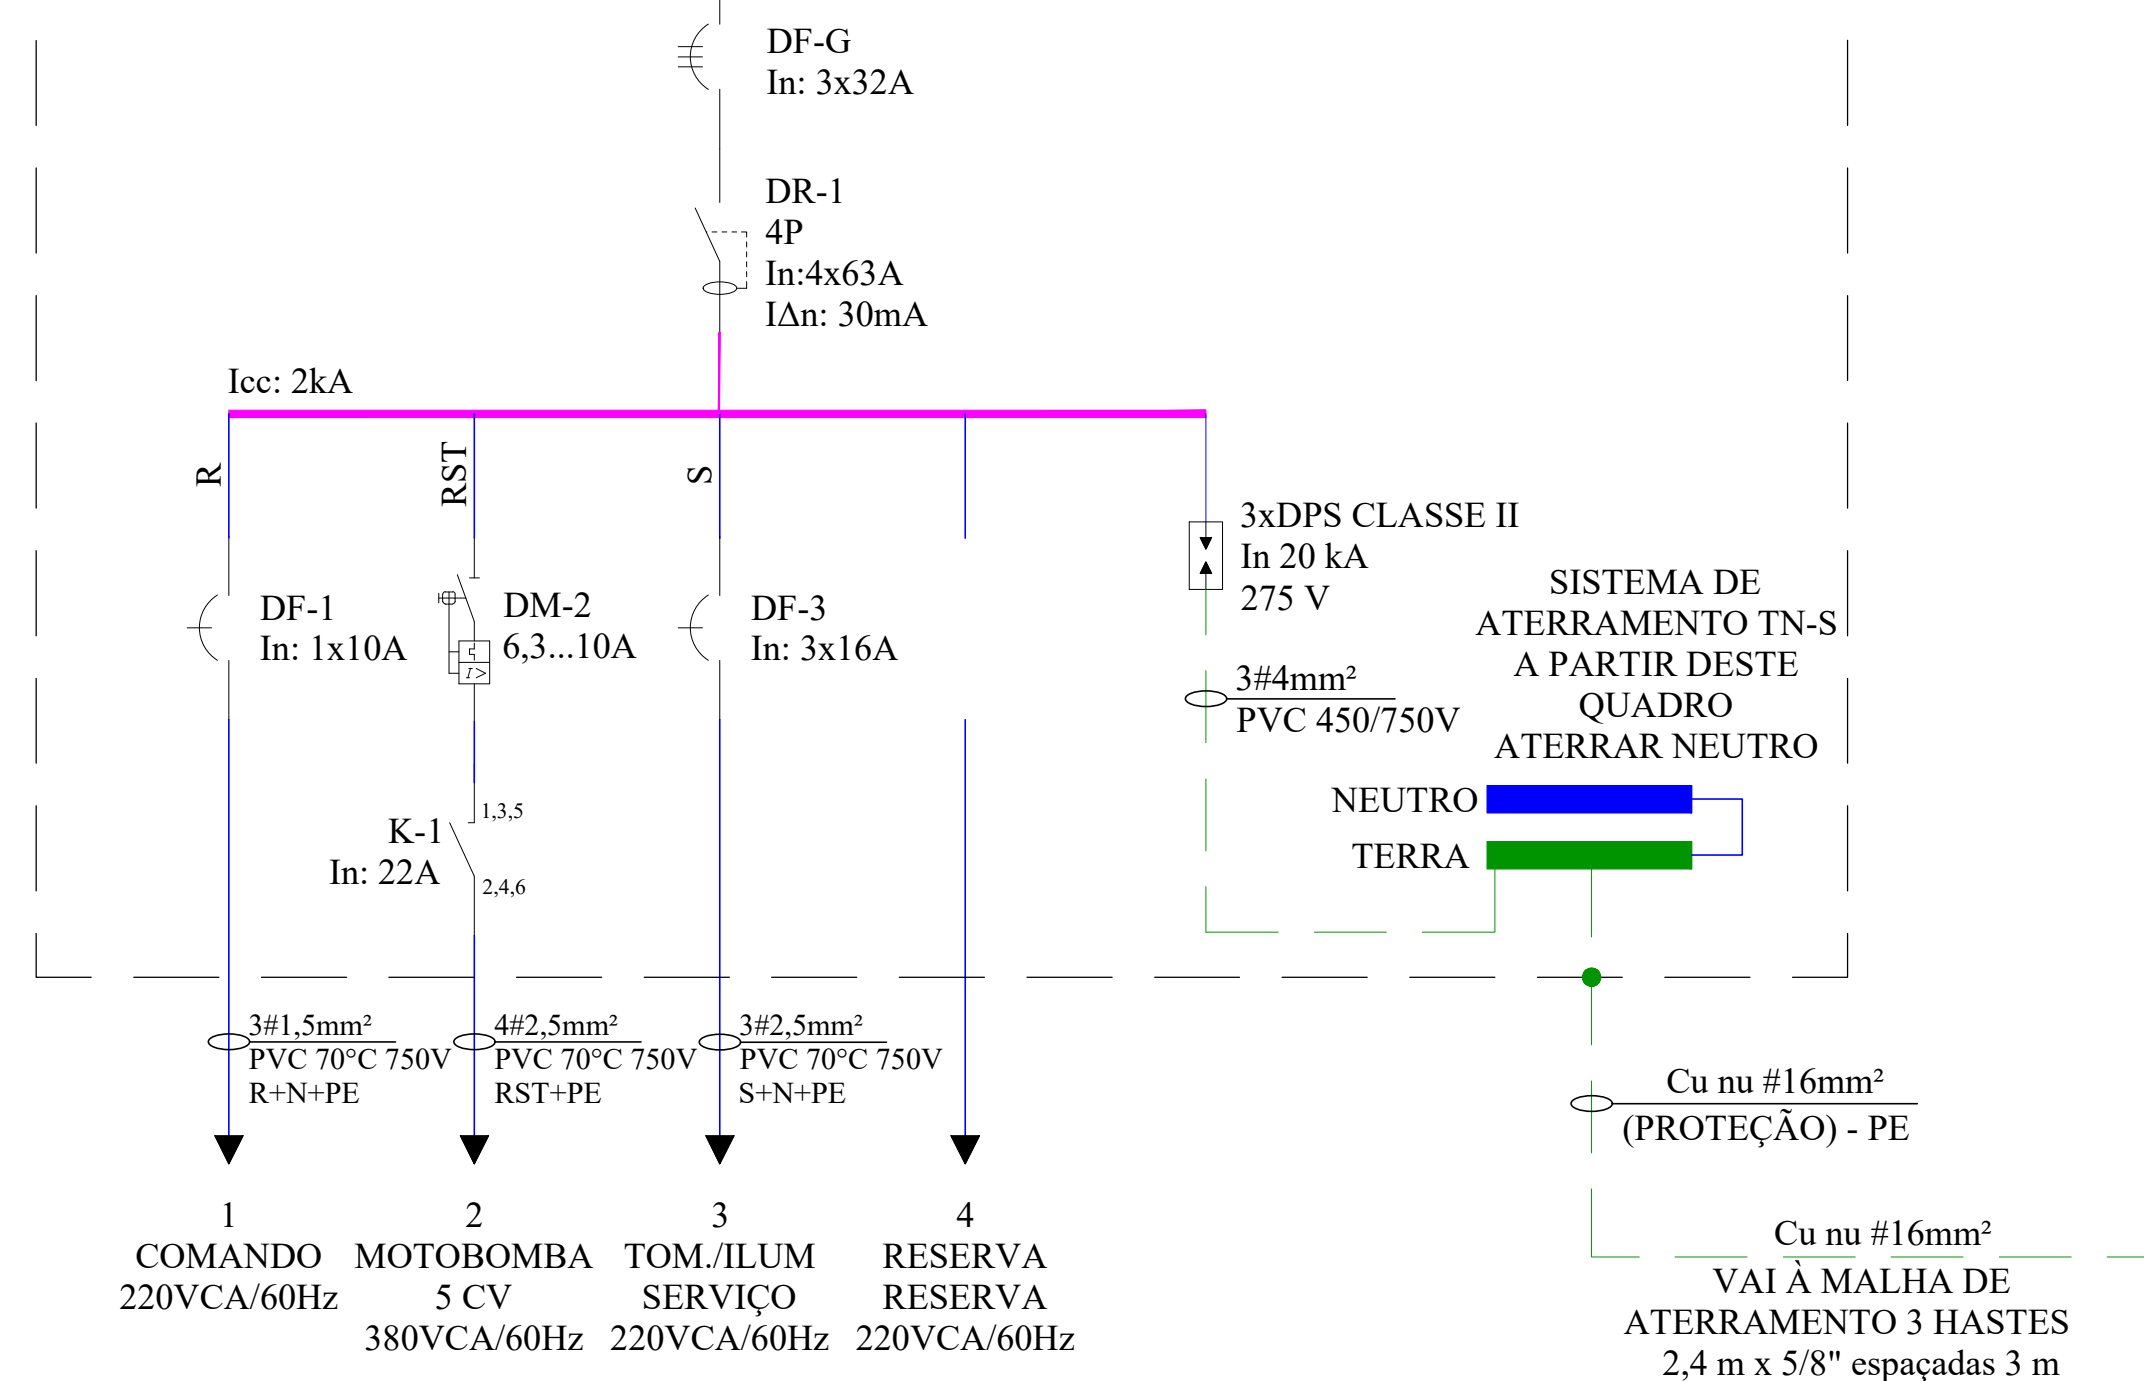 DF-G
In: 3x32A
DR-1
4P
In:4x63A
IΔn: 30mA
Icc: 2kA
R
RST
S
DF-1
In: 1x10A
DM-2
6,3...10A
I >
DF-3
In: 3x16A
3xDPS CLASSE II
In 20 kA
275 V
3#4mm²
PVC 450/750V
SISTEMA DE
ATERRAMENTO TN-S
A PARTIR DESTE
QUADRO
ATERRAR NEUTRO
NEUTRO
TERRA
K-1
In: 22A
1,3,5
2,4,6
3#1,5mm²
PVC 70°C 750V
R+N+PE
4#2,5mm²
PVC 70°C 750V
RST+PE
3#2,5mm²
PVC 70°C 750V
S+N+PE
Cu nu #16mm²
(PROTEÇÃO) - PE
1
COMANDO
220VCA/60Hz
2
MOTOBOMBA
5 CV
380VCA/60Hz
3
TOM./ILUM
SERVIÇO
220VCA/60Hz
4
RESERVA
RESERVA
220VCA/60Hz
Cu nu #16mm²
VAI À MALHA DE
ATERRAMENTO 3 HASTES
2,4 m x 5/8" espaçadas 3 m